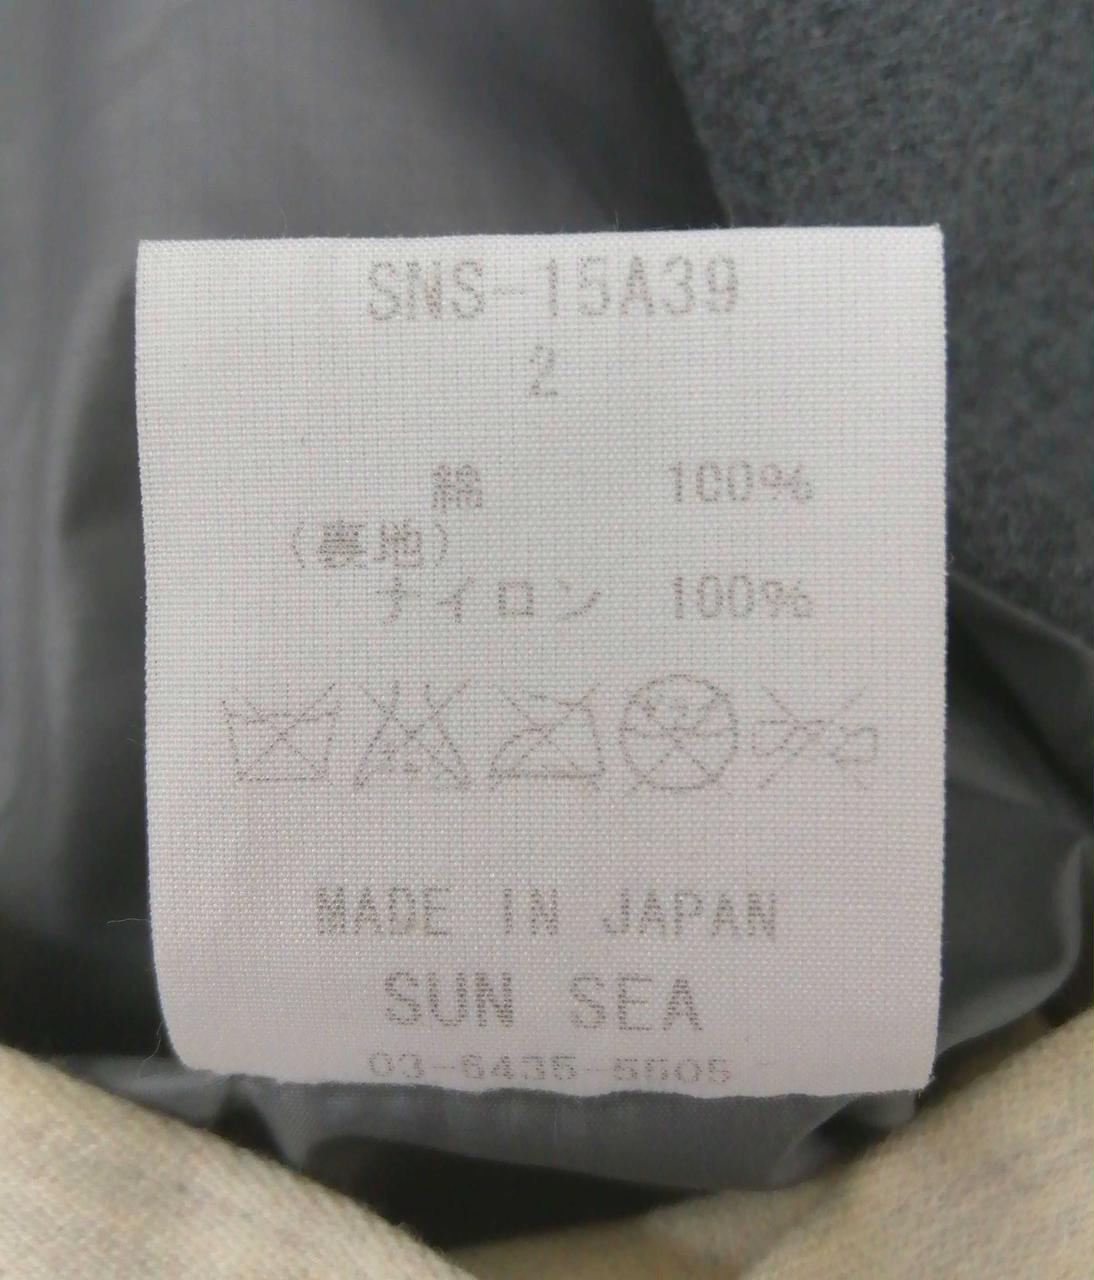 SNS-15A39
2
綿 100%
(裏地)
ナイロン 100%
MADE IN JAPAN
SUN SEA
03-6435-5505